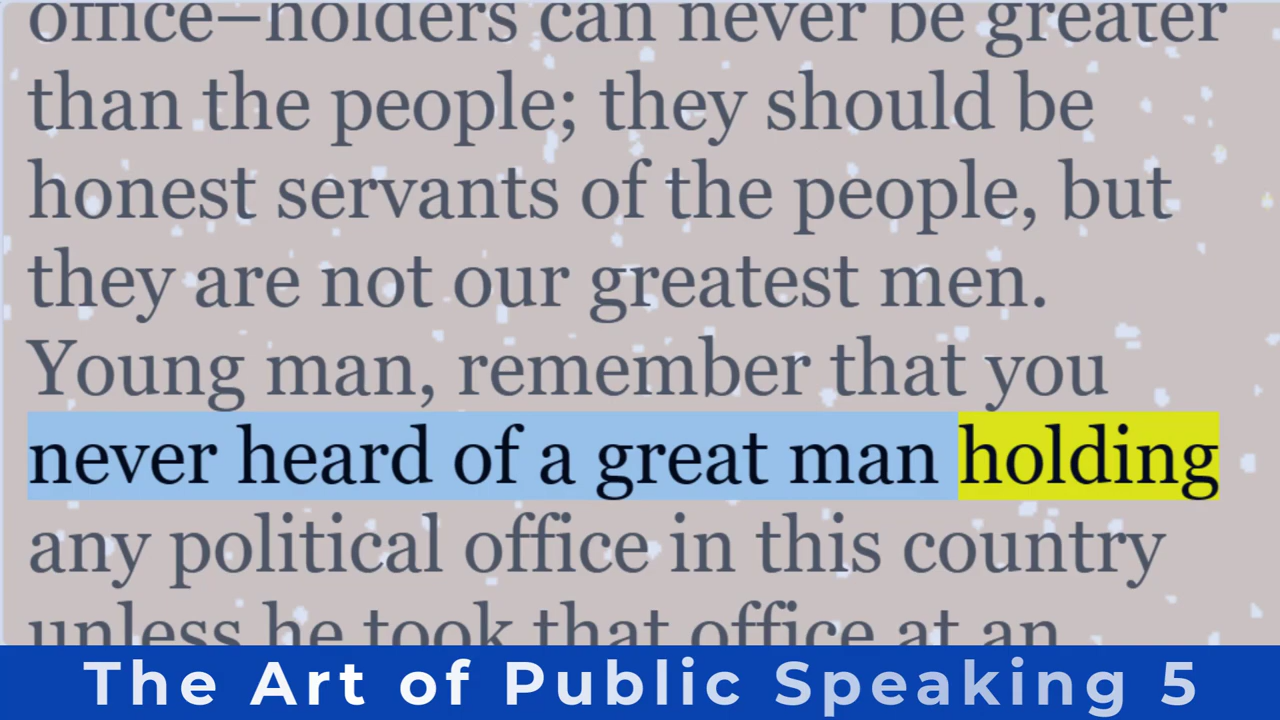 office–holders can never be greater
than the people; they should be
honest servants of the people, but
they are not our greatest men.
Young man, remember that you
never heard of a great man holding
any political office in this country
unless he took that office at an
The Art of Public Speaking 5